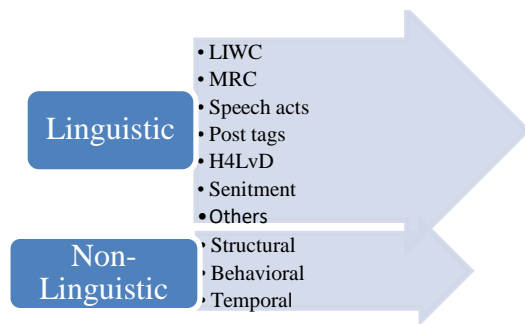 Linguistic
• LIWC
• MRC
• Speech acts
• Post tags
• H4LvD
• Senitment
• Others
Non-
Linguistic
• Structural
• Behavioral
• Temporal